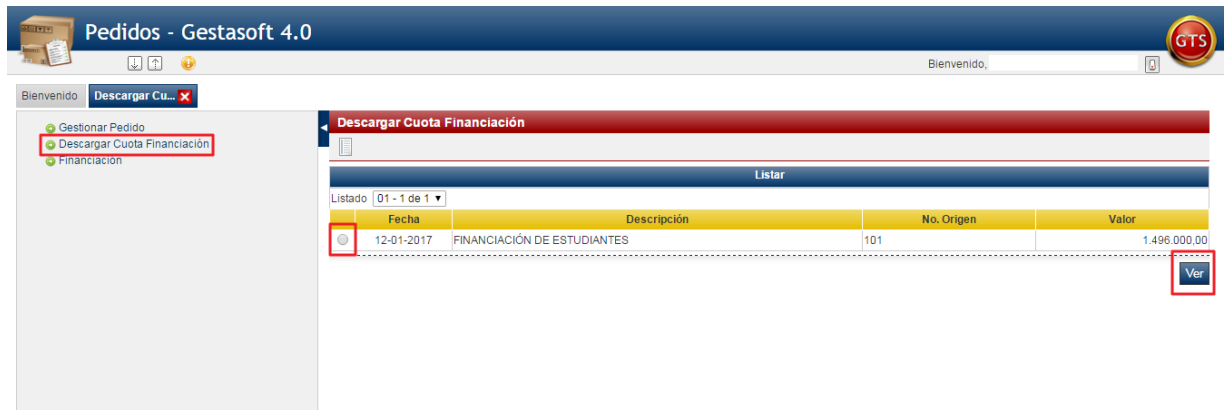 Pedidos - Gestasoft 4.0
GTS
Bienvenido,
Bienvenido
Descargar Cu...
Gestionar Pedido
Descargar Cuota Financiación
Financiación
Descargar Cuota Financiación
Listar
Listado 01 - 1 de 1
Fecha Descripción No. Origen Valor
12-01-2017 FINANCIACIÓN DE ESTUDIANTES 101 1.496.000,00
Ver